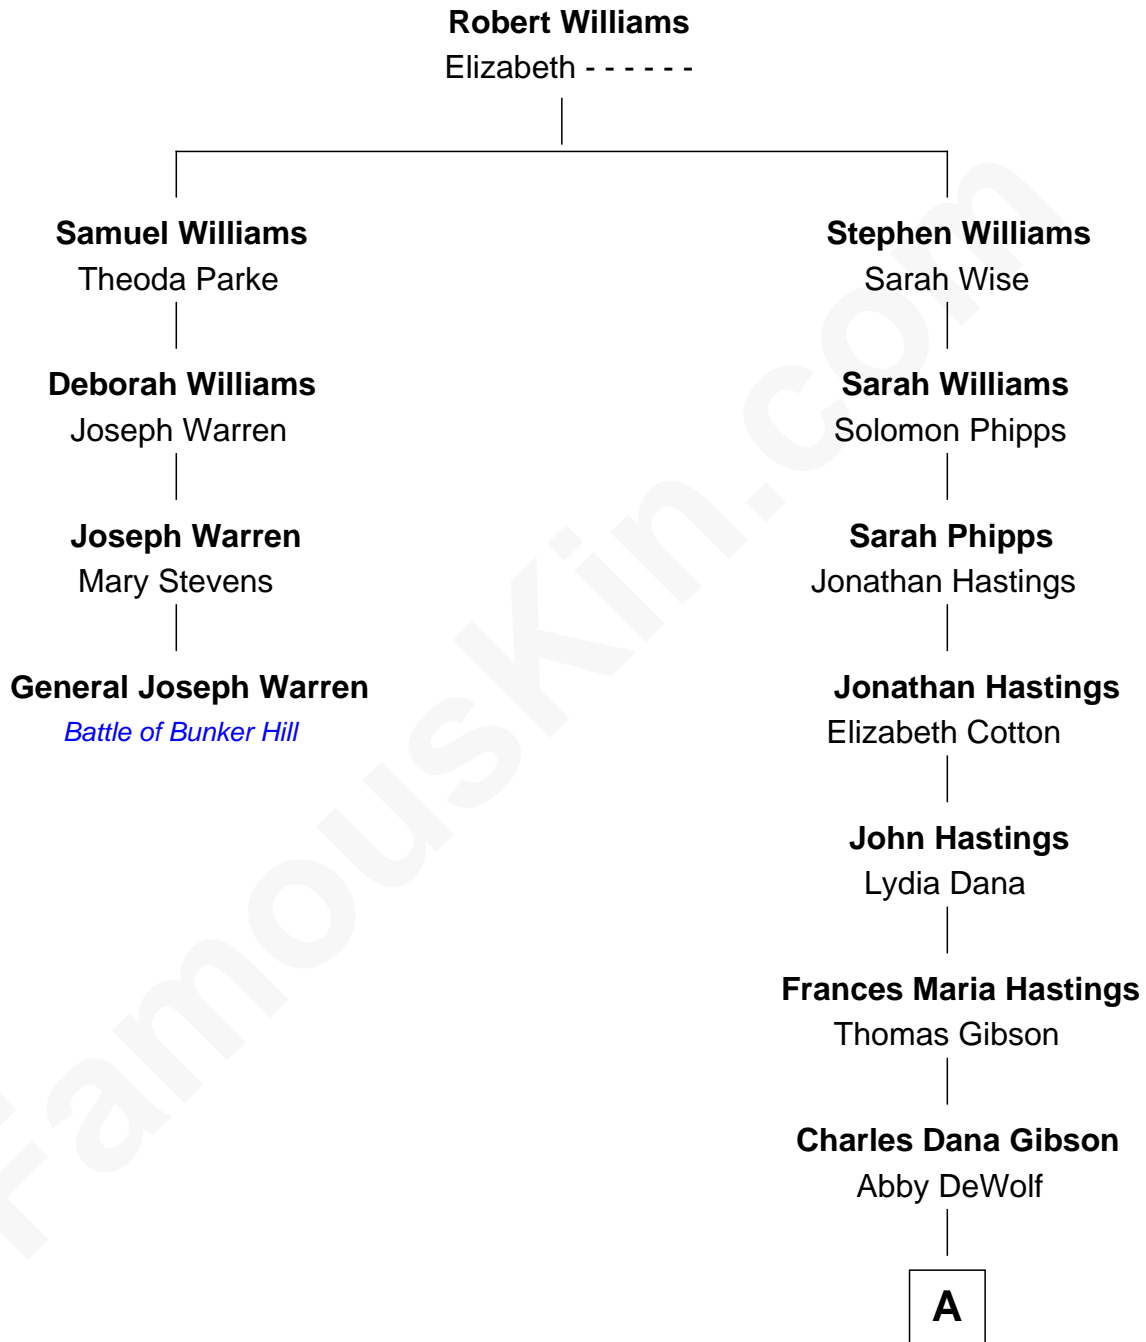 Robert Williams
Elizabeth - - - - - -
Samuel Williams
Theoda Parke
Stephen Williams
Sarah Wise
Deborah Williams
Joseph Warren
Sarah Williams
Solomon Phipps
Joseph Warren
Mary Stevens
Sarah Phipps
Jonathan Hastings
General Joseph Warren
Battle of Bunker Hill
Jonathan Hastings
Elizabeth Cotton
John Hastings
Lydia Dana
Frances Maria Hastings
Thomas Gibson
Charles Dana Gibson
Abby DeWolf
A
FamousKin.com